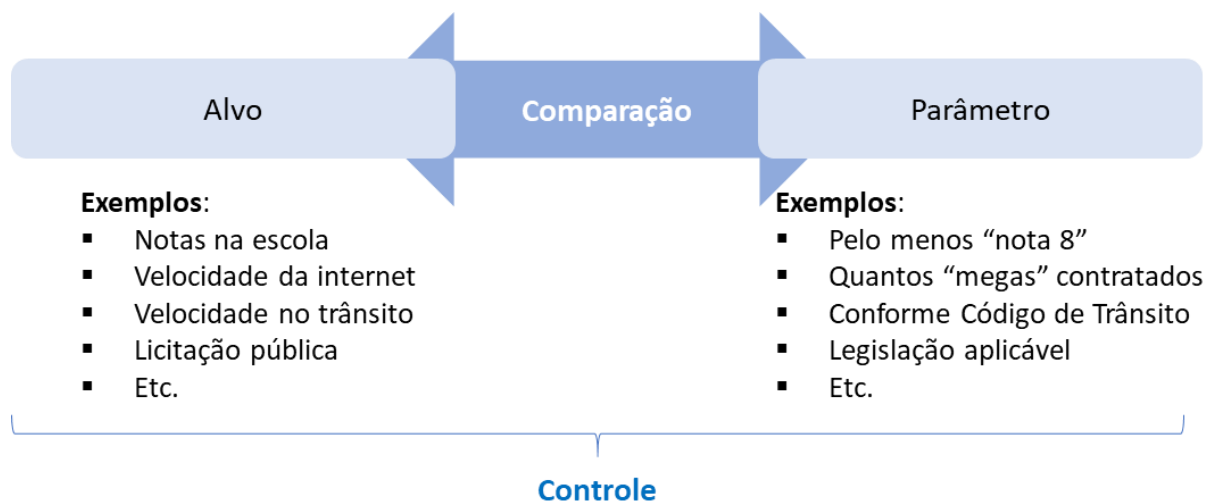 Alvo
Comparação
Parâmetro
Exemplos:
▪ Notas na escola
▪ Velocidade da internet
▪ Velocidade no trânsito
▪ Licitação pública
▪ Etc.
Exemplos:
▪ Pelo menos “nota 8”
▪ Quantos “megas” contratados
▪ Conforme Código de Trânsito
▪ Legislação aplicável
▪ Etc.
Controle